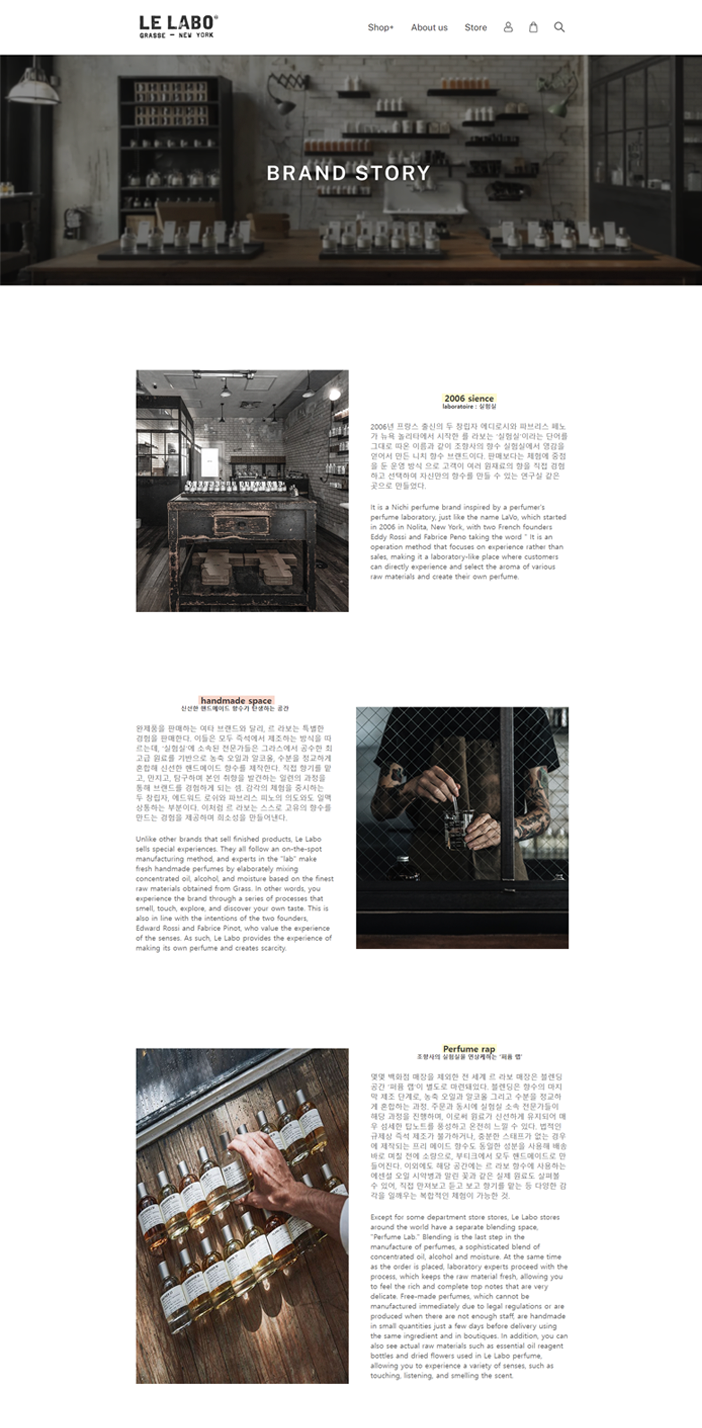 LE LABO
GRASSE — NEW YORK
Shop+
About us
Store
BRAND STORY
2006 sience
laboratoire : 실험실
2006년 프랑스 출신의 두 창립자 에디로시와 파브리스 페노
가 뉴욕 놀리타에서 시작한 를 라보는 '실험실'이라는 단어를
그대로 따온 이름과 같이 조향사의 향수 실험실에서 영감을
얻어서 만든 니치 향수 브랜드이다. 판매보다는 체험에 중점
을 둔 운영 방식 으로 고객이 여러 원재료의 향을 직접 경험
하고 선택하여 자신만의 향수를 만들 수 있는 연구실 같은
곳으로 만들었다.
It is a Nichi perfume brand inspired by a perfumer's
perfume laboratory, just like the name LaVo, which started
in 2006 in Nolita, New York, with two French founders
Eddy Rossi and Fabrice Peno taking the word " It is an
operation method that focuses on experience rather than
sales, making it a laboratory-like place where customers
can directly experience and select the aroma of various
raw materials and create their own perfume.
handmade space
신선한 핸드메이드 향수가 탄생하는 공간
완제품을 판매하는 여타 브랜드와 달리, 르 라보는 특별한
경험을 판매한다. 이들은 모두 즉석에서 제조하는 방식을 따
르는데, '실험실'에 소속된 전문가들은 그라스에서 공수한 최
고급 원료를 기반으로 농축 오일과 알코올, 수분을 정교하게
혼합해 신선한 핸드메이드 향수를 제작한다. 직접 향기를 맡
고, 만지고, 탐구하며 본인 취향을 발견하는 일련의 과정을
통해 브랜드를 경험하게 되는 셈. 감각의 체험을 중시하는
두 창립자, 에드워드 로쉬와 파브리스 피노의 의도와도 일맥
상통하는 부분이다. 이처럼 르 라보는 스스로 고유의 향수를
만드는 경험을 제공하며 희소성을 만들어낸다.
Unlike other brands that sell finished products, Le Labo
sells special experiences. They all follow an on-the-spot
manufacturing method, and experts in the "lab" make
fresh handmade perfumes by elaborately mixing
concentrated oil, alcohol, and moisture based on the finest
raw materials obtained from Grass. In other words, you
experience the brand through a series of processes that
smell, touch, explore, and discover your own taste. This is
also in line with the intentions of the two founders,
Edward Rossi and Fabrice Pinot, who value the experience
of the senses. As such, Le Labo provides the experience of
making its own perfume and creates scarcity.
Perfume rap
조향사의 실험실을 연상케하는 '퍼퓸 랩'
몇몇 백화점 매장을 제외한 전 세계 르 라보 매장은 블렌딩
공간 '퍼퓸 랩'이 별도로 마련돼있다. 블렌딩은 향수의 마지
막 제조 단계로, 농축 오일과 알코올 그리고 수분을 정교하
게 혼합하는 과정. 주문과 동시에 실험실 소속 전문가들이
해당 과정을 진행하며, 이로써 원료가 신선하게 유지되어 매
우 섬세한 탑노트를 풍성하고 온전히 느낄 수 있다. 법적인
규제상 즉석 제조가 불가하거나, 충분한 스태프가 없는 경우
에 제작되는 프리 메이드 향수도 동일한 성분을 사용해 배송
바로 며칠 전에 소량으로, 부티크에서 모두 핸드메이드로 만
들어진다. 이외에도 해당 공간에는 르 라보 향수에 사용하는
에센셜 오일 시약병과 말린 꽃과 같은 실제 원료도 살펴볼
수 있어, 직접 만져보고 듣고 보고 향기를 맡는 등 다양한 감
각을 일깨우는 복합적인 체험이 가능한 것.
Except for some department store stores, Le Labo stores
around the world have a separate blending space,
"Perfume Lab." Blending is the last step in the
manufacture of perfumes, a sophisticated blend of
concentrated oil, alcohol and moisture. At the same time
as the order is placed, laboratory experts proceed with the
process, which keeps the raw material fresh, allowing you
to feel the rich and complete top notes that are very
delicate. Free-made perfumes, which cannot be
manufactured immediately due to legal regulations or are
produced when there are not enough staff, are handmade
in small quantities just a few days before delivery using
the same ingredient and in boutiques. In addition, you can
also see actual raw materials such as essential oil reagent
bottles and dried flowers used in Le Labo perfume,
allowing you to experience a variety of senses, such as
touching, listening, and smelling the scent.